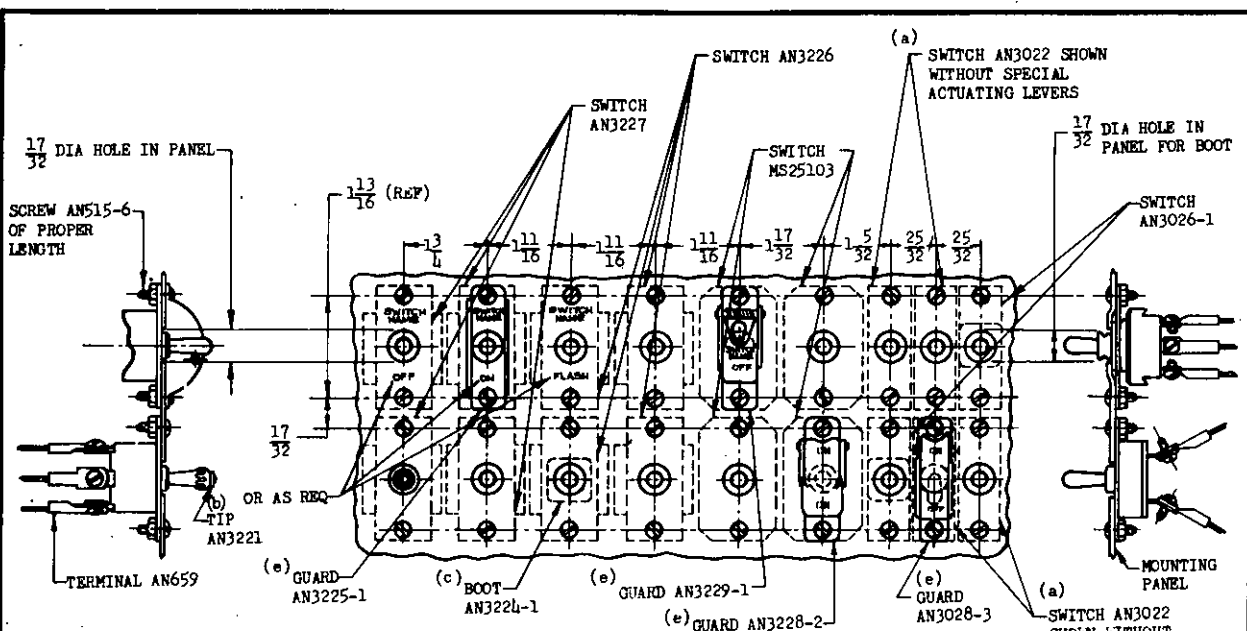 (a)
SWITCH AN3226
SWITCH AN3022 SHOWN
WITHOUT SPECIAL
ACTUATING LEVERS
SWITCH
AN3227
17/32 DIA HOLE IN PANEL
17/32 DIA HOLE IN
PANEL FOR BOOT
SWITCH
MS25103
1 13/16 (REF)
SCREW AN515-6
OF PROPER
LENGTH
SWITCH
AN3026-1
1 3/4 1 11/16 1 11/16 1 11/16 1 17/32 1 5/32 25/32 25/32
SWITCH NAME
SWITCH NAME
SWITCH NAME
OFF
ON
FLASH
OFF
17/32
ON
ON
OFF
OR AS REQ
(b)
TIP
AN3221
TERMINAL AN659
(e) GUARD
AN3225-1
(c) BOOT
AN3224-1
(e) GUARD AN3229-1
(e) GUARD AN3228-2
(e)
GUARD
AN3028-3
MOUNTING
PANEL
(a)
SWITCH AN3022